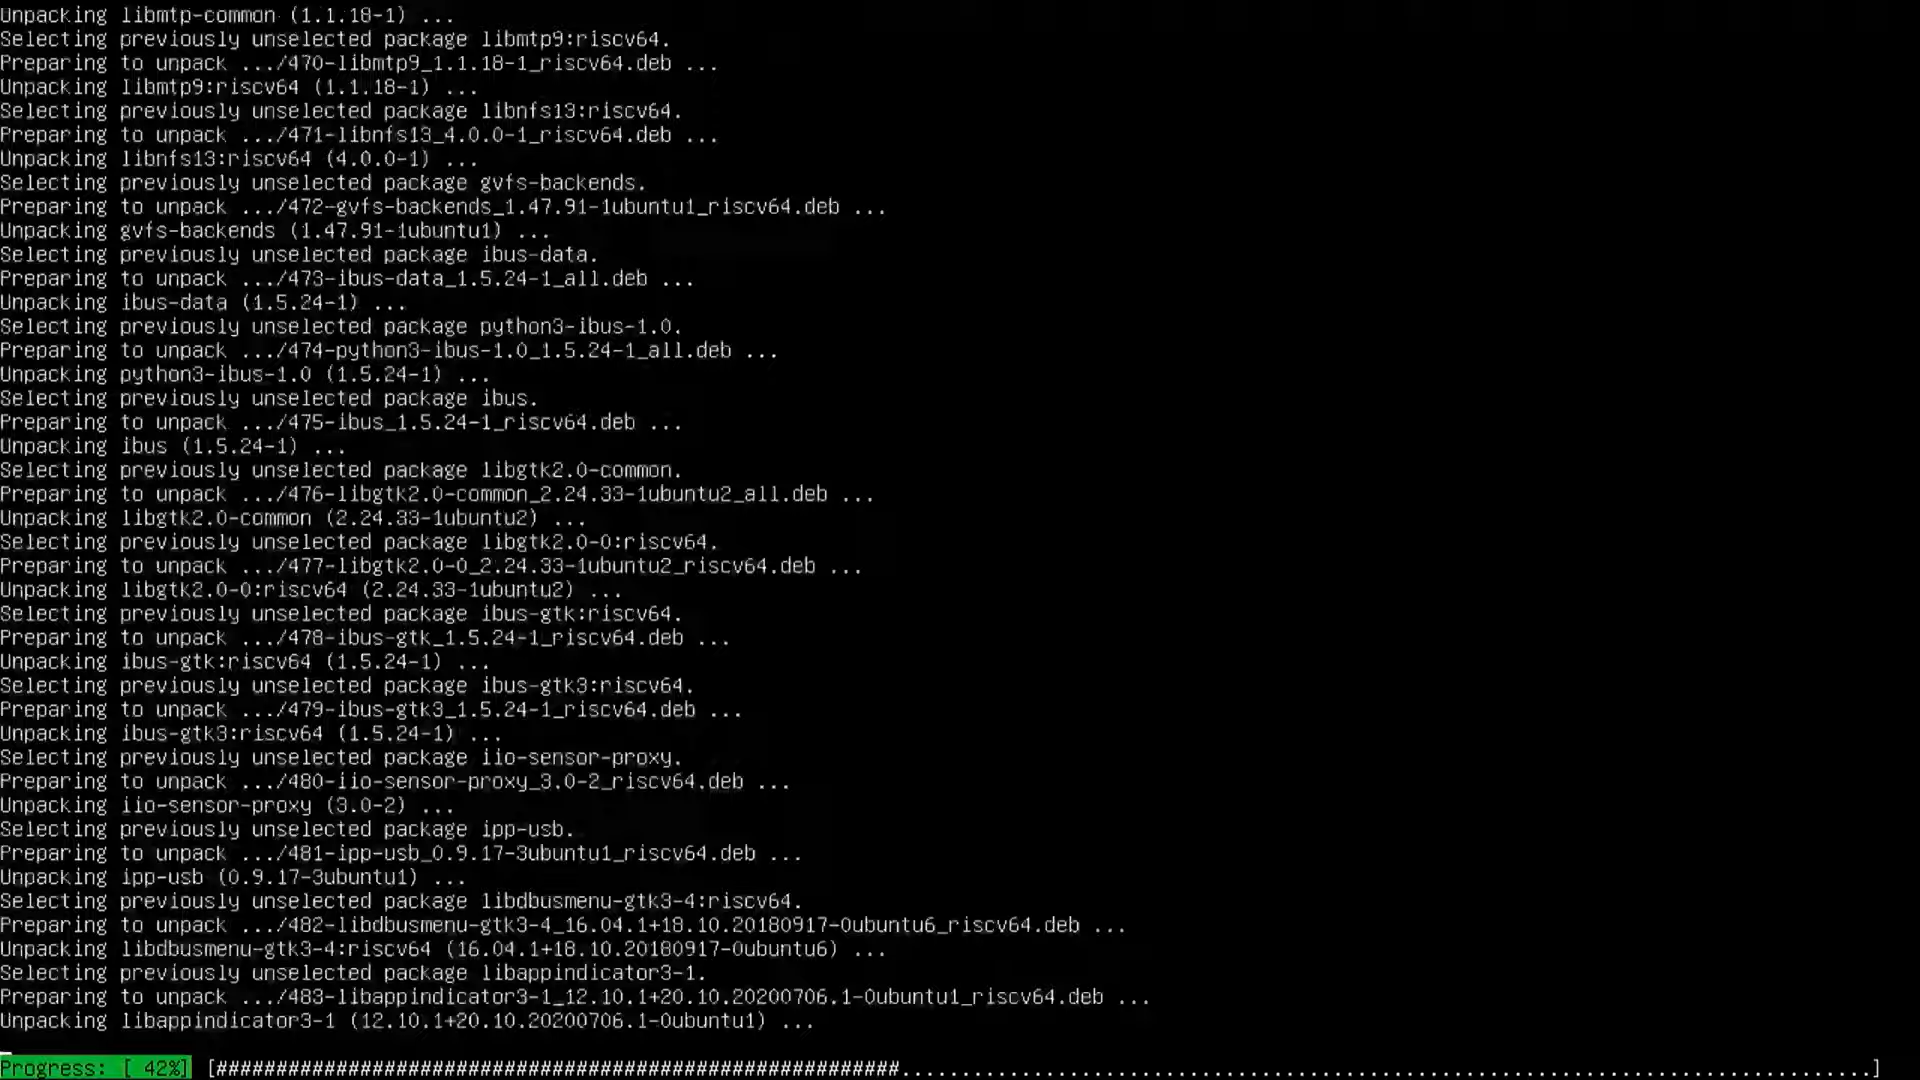 Unpacking libmtp-common (1.1.18-1) ...
Selecting previously unselected package libmtp9:riscv64.
Preparing to unpack .../470-libmtp9_1.1.18-1_riscv64.deb ...
Unpacking libmtp9:riscv64 (1.1.18-1) ...
Selecting previously unselected package libnfs13:riscv64.
Preparing to unpack .../471-libnfs13_4.0.0-1_riscv64.deb ...
Unpacking libnfs13:riscv64 (4.0.0-1) ...
Selecting previously unselected package gvfs-backends.
Preparing to unpack .../472-gvfs-backends_1.47.91-1ubuntu1_riscv64.deb ...
Unpacking gvfs-backends (1.47.91-1ubuntu1) ...
Selecting previously unselected package ibus-data.
Preparing to unpack .../473-ibus-data_1.5.24-1_all.deb ...
Unpacking ibus-data (1.5.24-1) ...
Selecting previously unselected package python3-ibus-1.0.
Preparing to unpack .../474-python3-ibus-1.0_1.5.24-1_all.deb ...
Unpacking python3-ibus-1.0 (1.5.24-1) ...
Selecting previously unselected package ibus.
Preparing to unpack .../475-ibus_1.5.24-1_riscv64.deb ...
Unpacking ibus (1.5.24-1) ...
Selecting previously unselected package libgtk2.0-common.
Preparing to unpack .../476-libgtk2.0-common_2.24.33-1ubuntu2_all.deb ...
Unpacking libgtk2.0-common (2.24.33-1ubuntu2) ...
Selecting previously unselected package libgtk2.0-0:riscv64.
Preparing to unpack .../477-libgtk2.0-0_2.24.33-1ubuntu2_riscv64.deb ...
Unpacking libgtk2.0-0:riscv64 (2.24.33-1ubuntu2) ...
Selecting previously unselected package ibus-gtk:riscv64.
Preparing to unpack .../478-ibus-gtk_1.5.24-1_riscv64.deb ...
Unpacking ibus-gtk:riscv64 (1.5.24-1) ...
Selecting previously unselected package ibus-gtk3:riscv64.
Preparing to unpack .../479-ibus-gtk3_1.5.24-1_riscv64.deb ...
Unpacking ibus-gtk3:riscv64 (1.5.24-1) ...
Selecting previously unselected package iio-sensor-proxy.
Preparing to unpack .../480-iio-sensor-proxy_3.0-2_riscv64.deb ...
Unpacking iio-sensor-proxy (3.0-2) ...
Selecting previously unselected package ipp-usb.
Preparing to unpack .../481-ipp-usb_0.9.17-3ubuntu1_riscv64.deb ...
Unpacking ipp-usb (0.9.17-3ubuntu1) ...
Selecting previously unselected package libdbusmenu-gtk3-4:riscv64.
Preparing to unpack .../482-libdbusmenu-gtk3-4_16.04.1+18.10.20180917-0ubuntu6_riscv64.deb ...
Unpacking libdbusmenu-gtk3-4:riscv64 (16.04.1+18.10.20180917-0ubuntu6) ...
Selecting previously unselected package libappindicator3-1.
Preparing to unpack .../483-libappindicator3-1_12.10.1+20.10.20200706.1-0ubuntu1_riscv64.deb ...
Unpacking libappindicator3-1 (12.10.1+20.10.20200706.1-0ubuntu1) ...
Progress: [ 42%] [#########################################################.................................................................................]